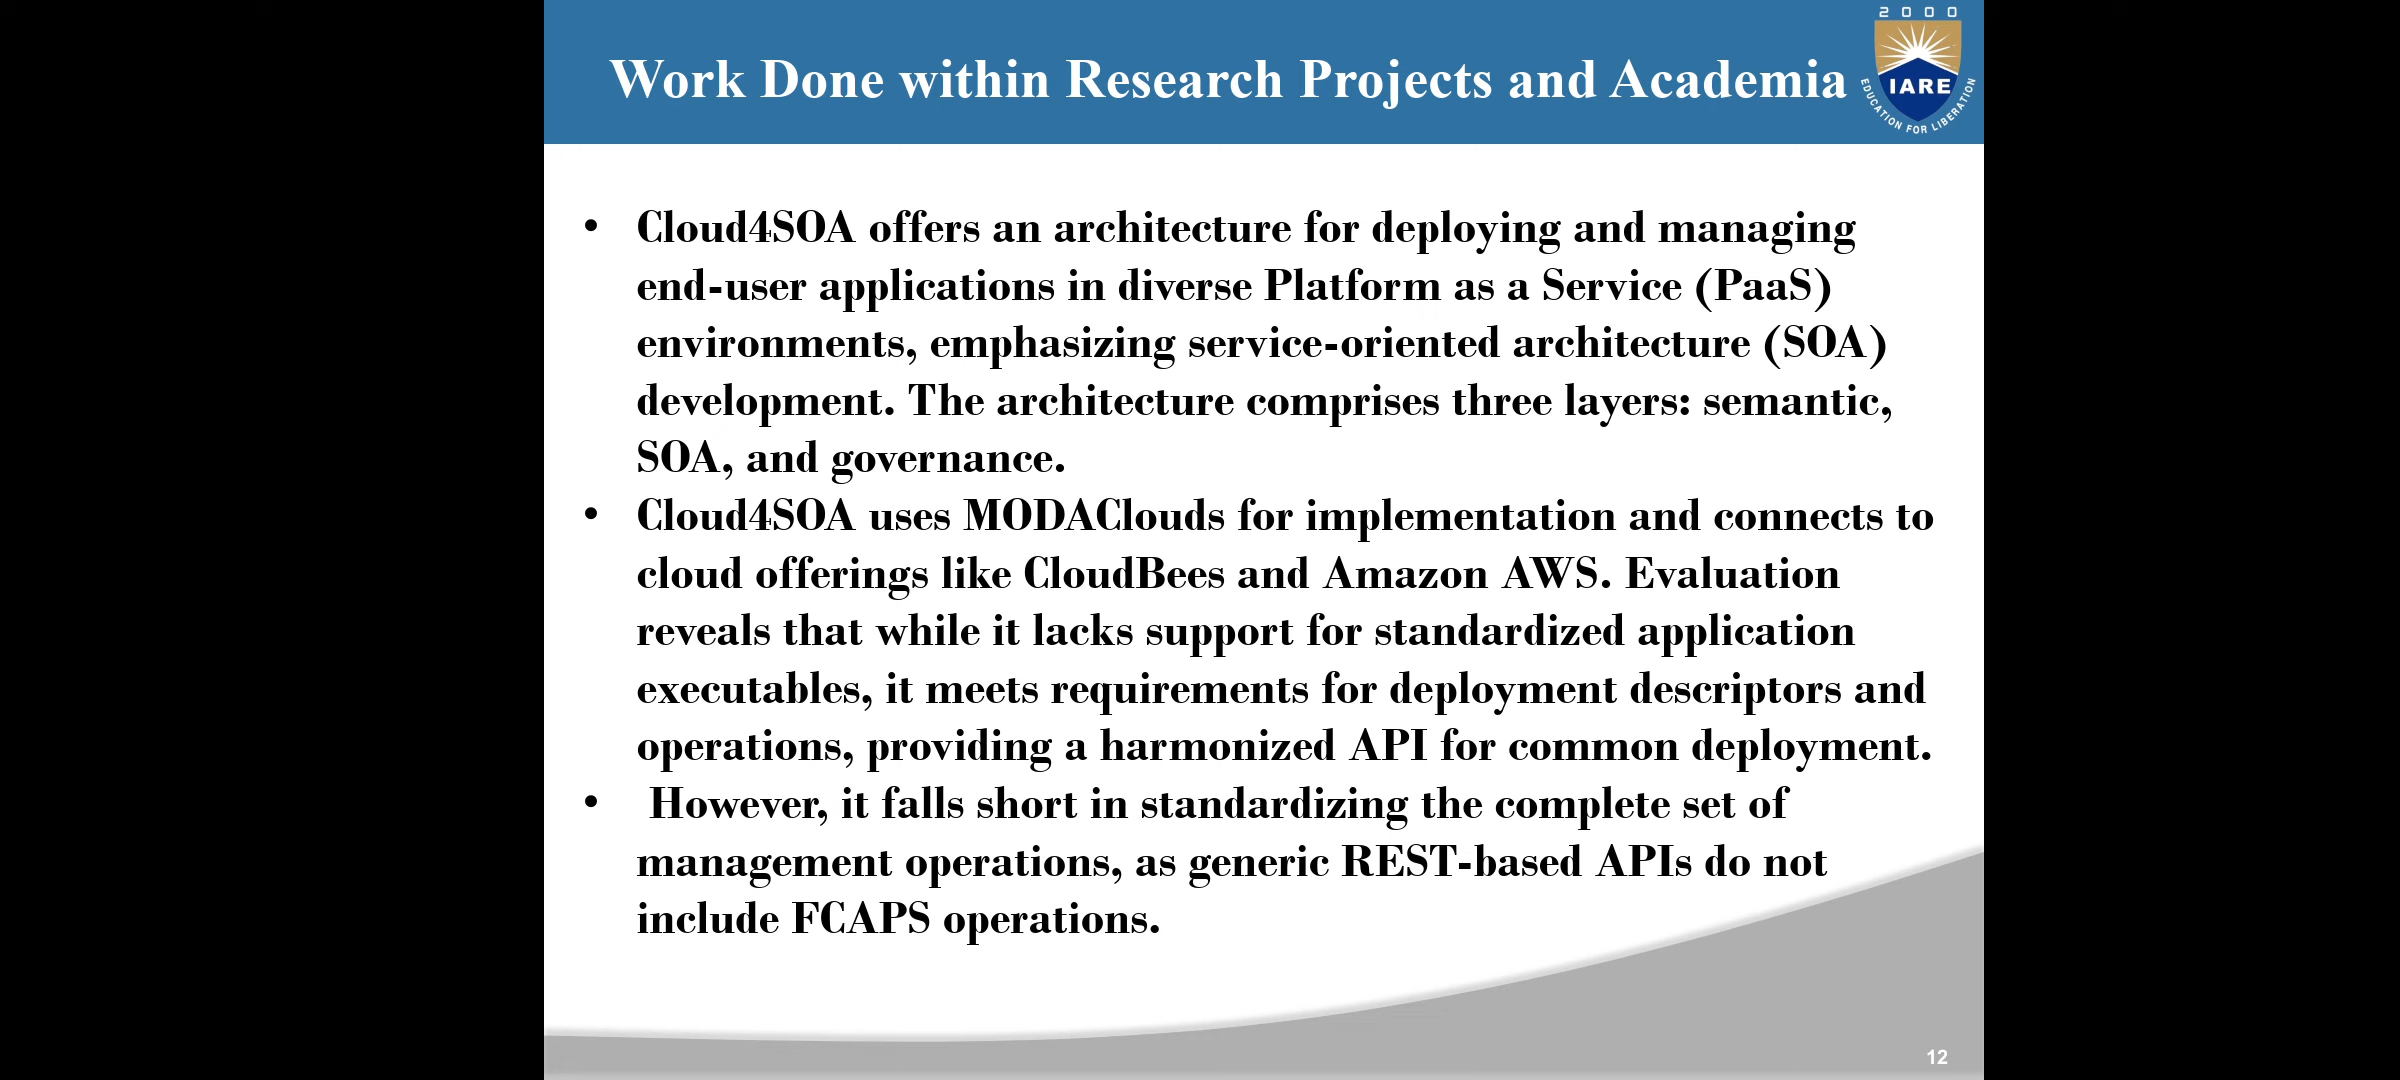 2 0 0 0
Work Done within Research Projects and Academia
IARE
EDUCATION FOR LIBERATION
• Cloud4SOA offers an architecture for deploying and managing
end-user applications in diverse Platform as a Service (PaaS)
environments, emphasizing service-oriented architecture (SOA)
development. The architecture comprises three layers: semantic,
SOA, and governance.
• Cloud4SOA uses MODAClouds for implementation and connects to
cloud offerings like CloudBees and Amazon AWS. Evaluation
reveals that while it lacks support for standardized application
executables, it meets requirements for deployment descriptors and
operations, providing a harmonized API for common deployment.
• However, it falls short in standardizing the complete set of
management operations, as generic REST-based APIs do not
include FCAPS operations.
12